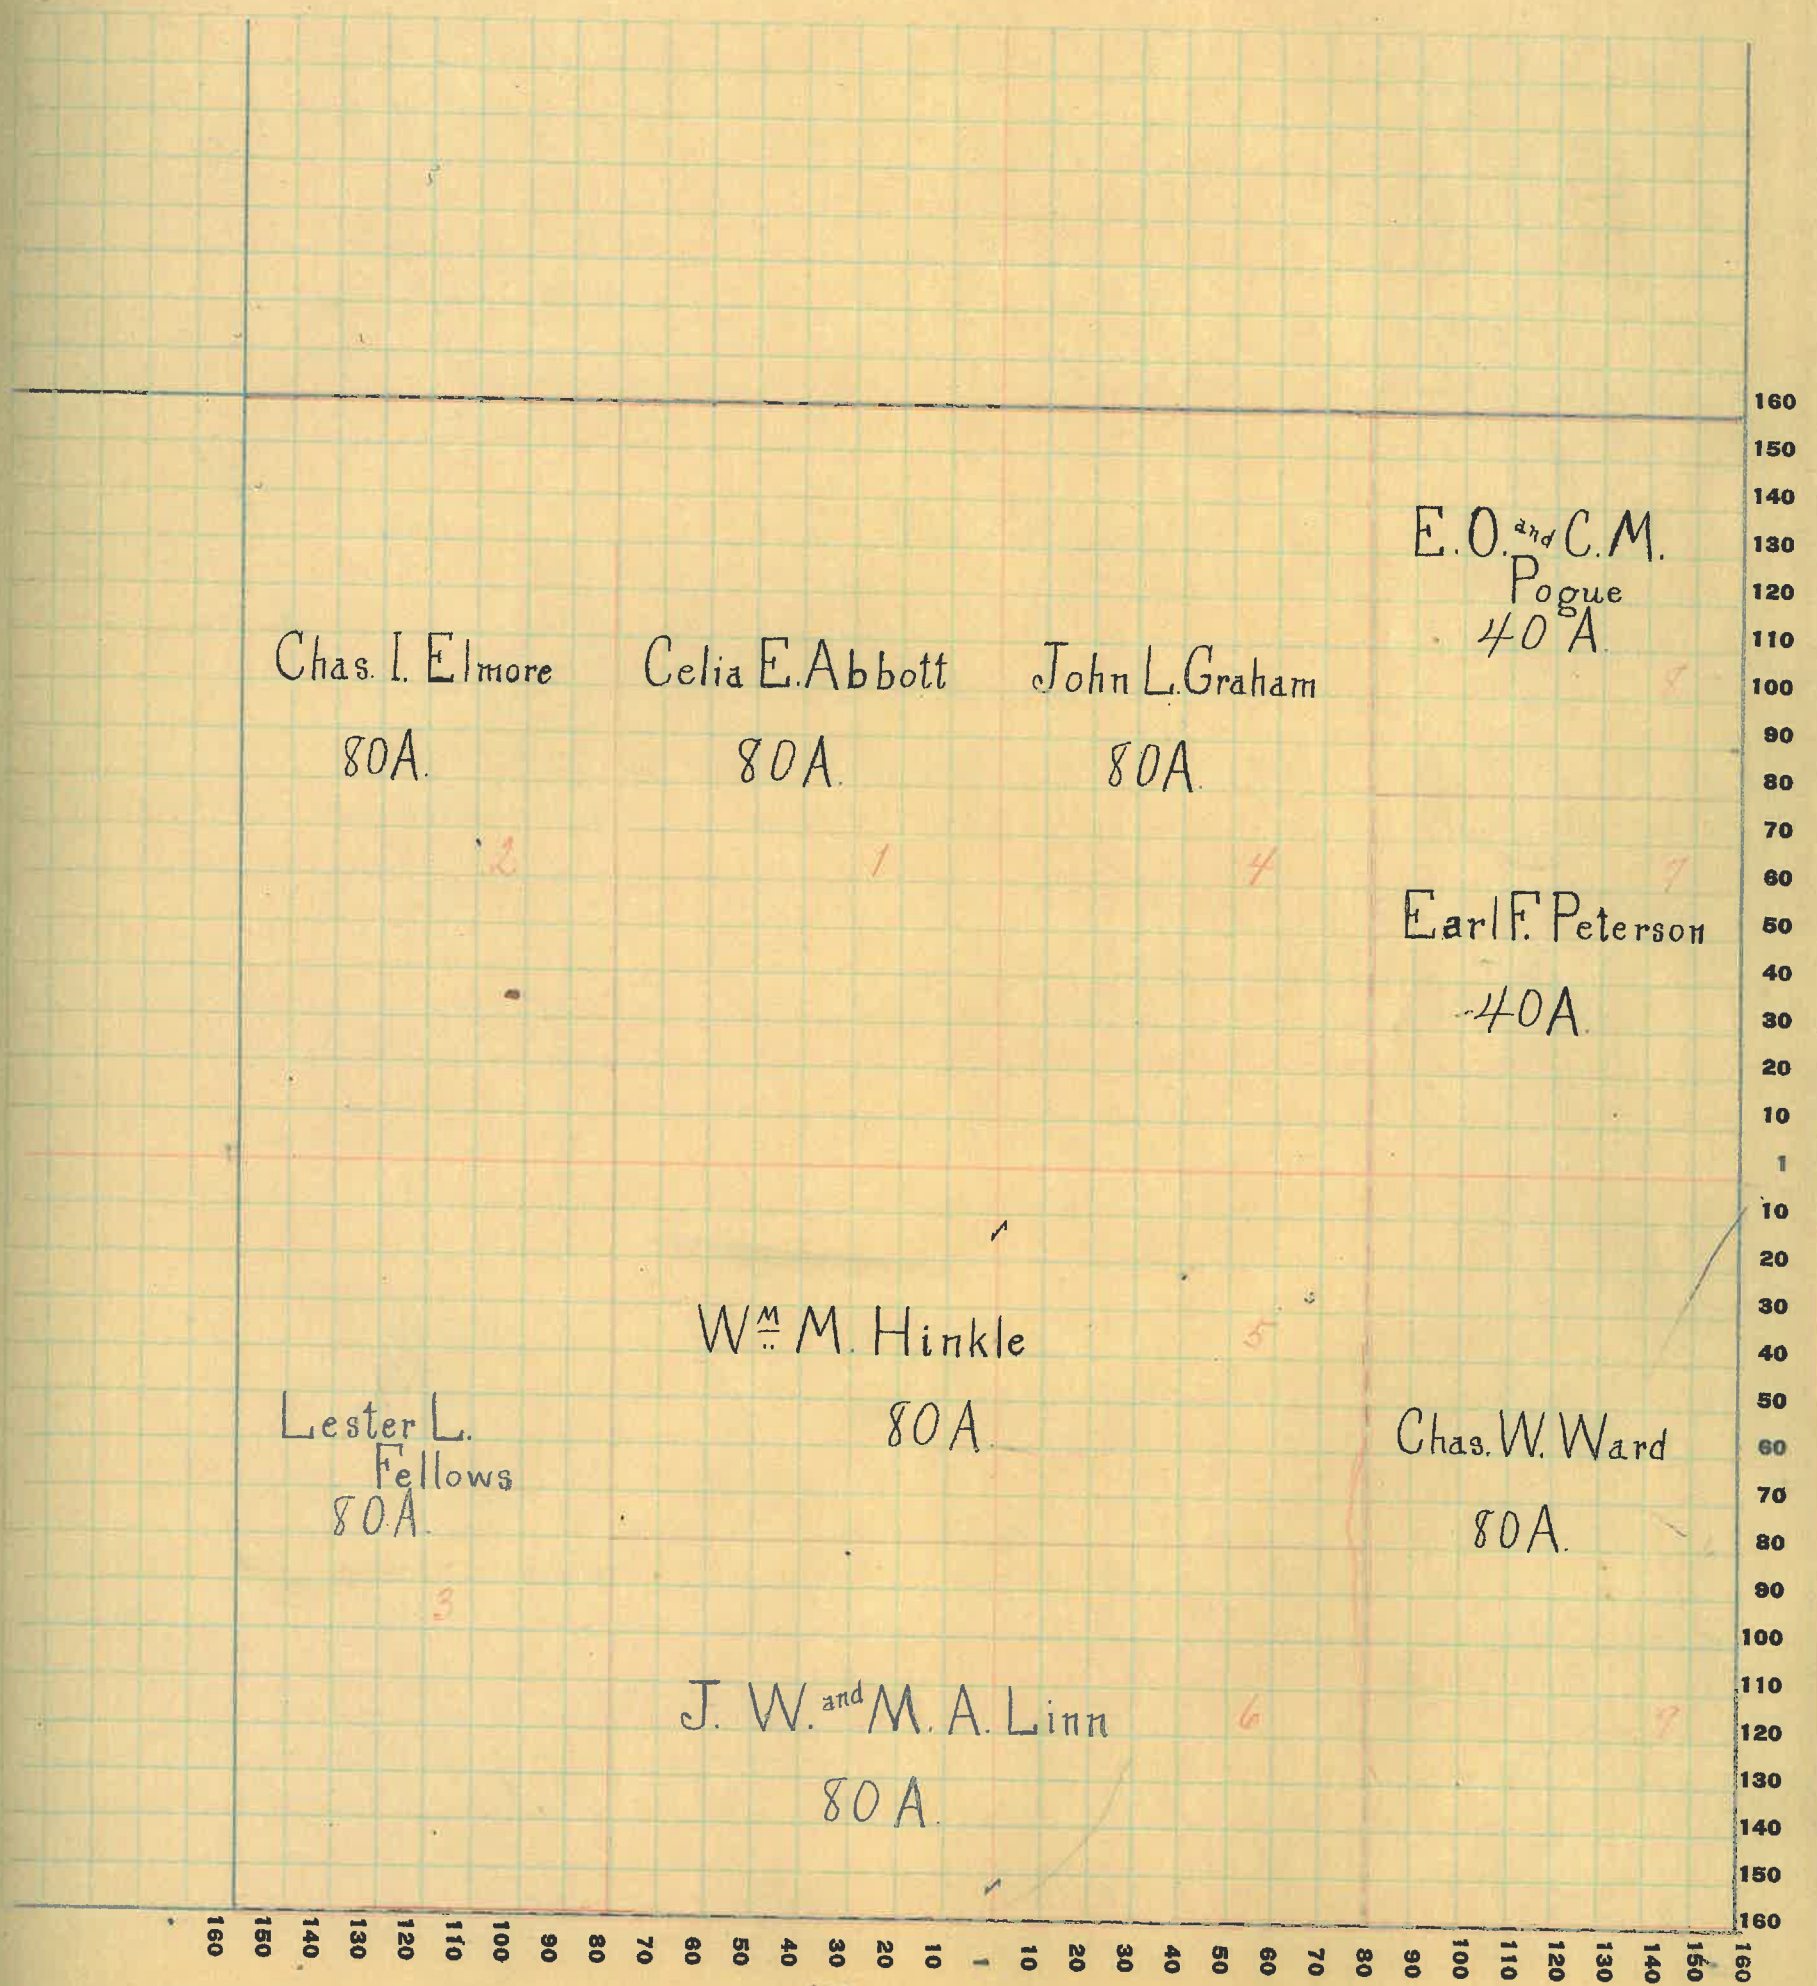 E.O. and C.M.
Pogue
40 A.
Chas. I. Elmore
80A.
Celia E. Abbott
80A.
John L. Graham
80A.
8
2
1
4
7
Earl F. Peterson
40A.
Wᴹ M. Hinkle
80A.
5
Lester L.
Fellows
80A.
Chas. W. Ward
80A.
3
J. W. and M. A. Linn
80 A.
6
9
160
150
140
130
120
110
100
90
80
70
60
50
40
30
20
10
1
10
20
30
40
50
60
70
80
90
100
110
120
130
140
150
160
160 150 140 130 120 110 100 90 80 70 60 50 40 30 20 10 1 10 20 30 40 50 60 70 80 90 100 110 120 130 140 150 160